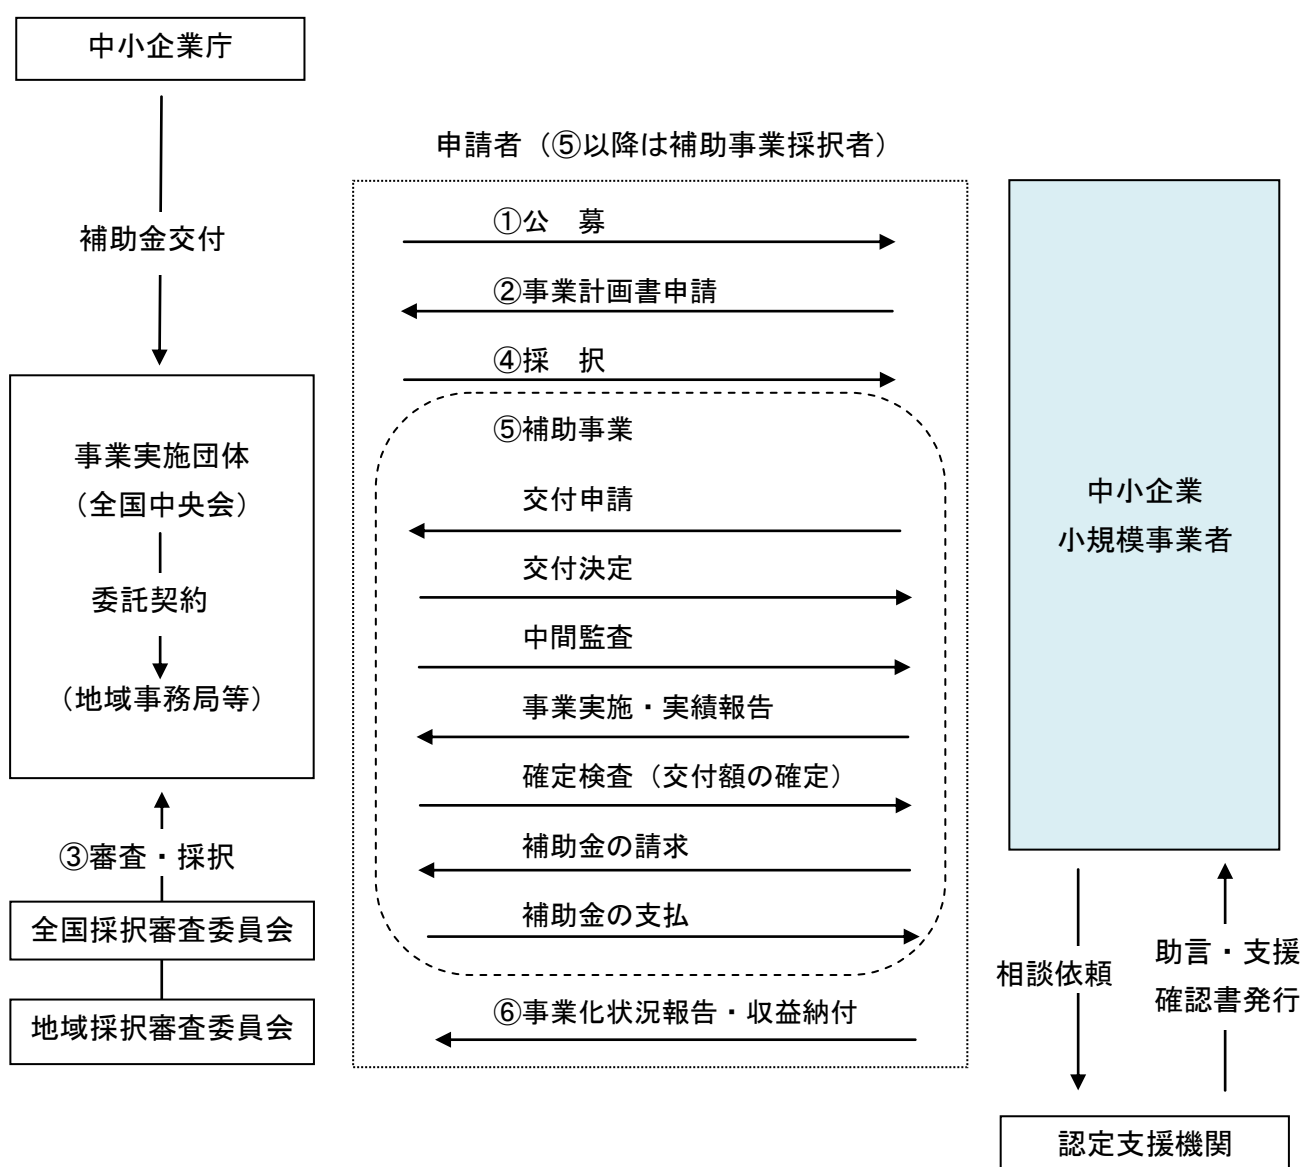 中小企業庁
補助金交付
事業実施団体
（全国中央会）
委託契約
（地域事務局等）
③審査・採択
全国採択審査委員会
地域採択審査委員会
申請者（⑤以降は補助事業採択者）
①公　募
②事業計画書申請
④採　択
⑤補助事業
交付申請
交付決定
中間監査
事業実施・実績報告
確定検査（交付額の確定）
補助金の請求
補助金の支払
⑥事業化状況報告・収益納付
中小企業
小規模事業者
相談依頼
助言・支援
確認書発行
認定支援機関